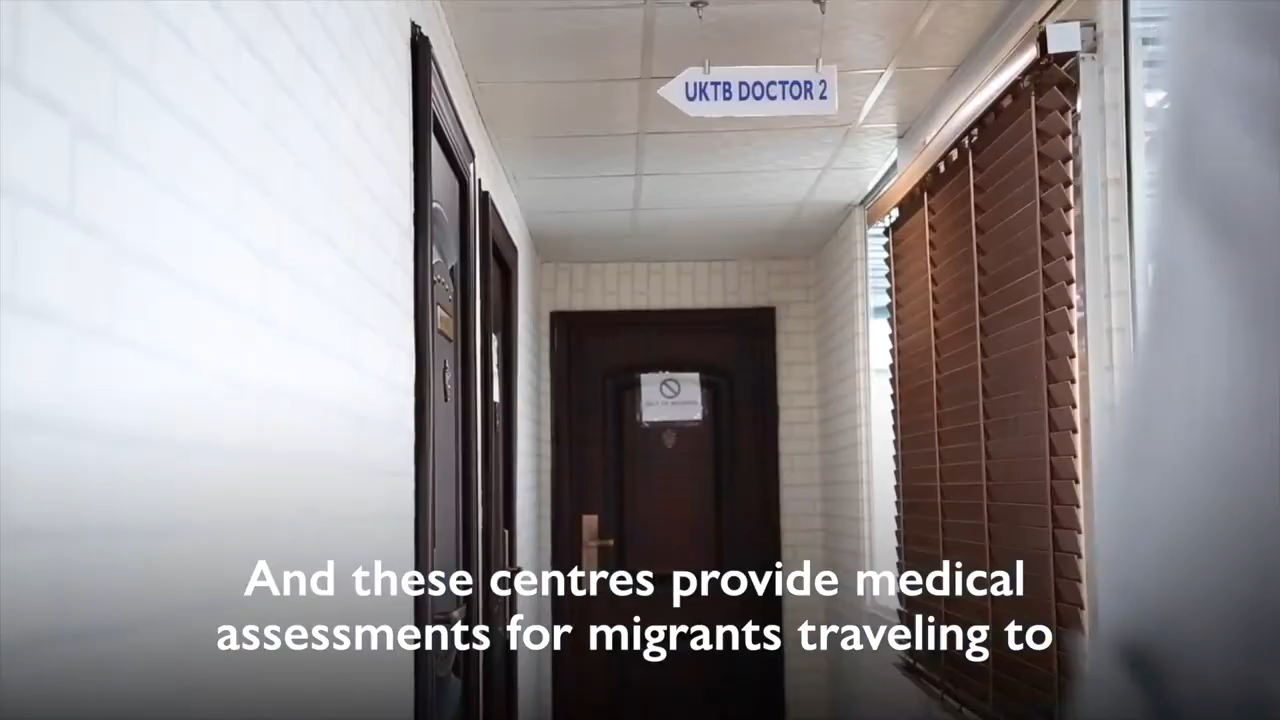 UKTB DOCTOR 2
And these centres provide medical
assessments for migrants traveling to